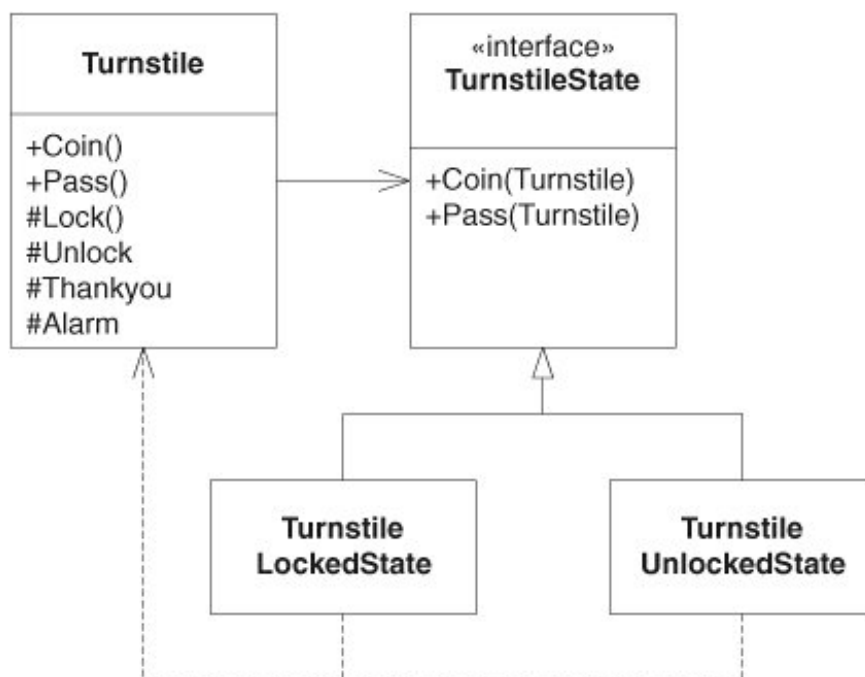 Turnstile
+Coin()
+Pass()
#Lock()
#Unlock
#Thankyou
#Alarm
«interface»
TurnstileState
+Coin(Turnstile)
+Pass(Turnstile)
Turnstile
LockedState
Turnstile
UnlockedState